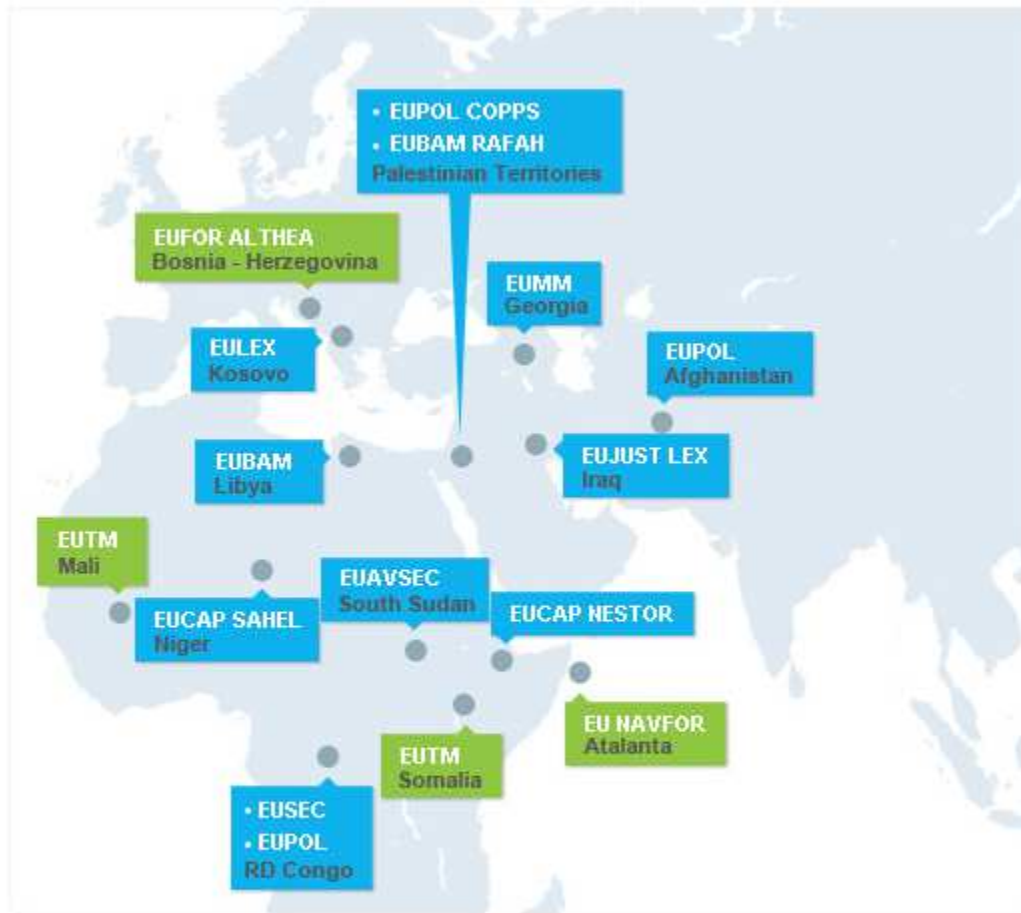 • EUPOL COPPS
• EUBAM RAFAH
Palestinian Territories
EUFOR ALTHEA
Bosnia - Herzegovina
EUMM
Georgia
EULEX
Kosovo
EUPOL
Afghanistan
EUBAM
Libya
EUJUST LEX
Iraq
EUTM
Mali
EUAVSEC
South Sudan
EUCAP SAHEL
Niger
EUCAP NESTOR
EU NAVFOR
Atalanta
EUTM
Somalia
• EUSEC
• EUPOL
RD Congo